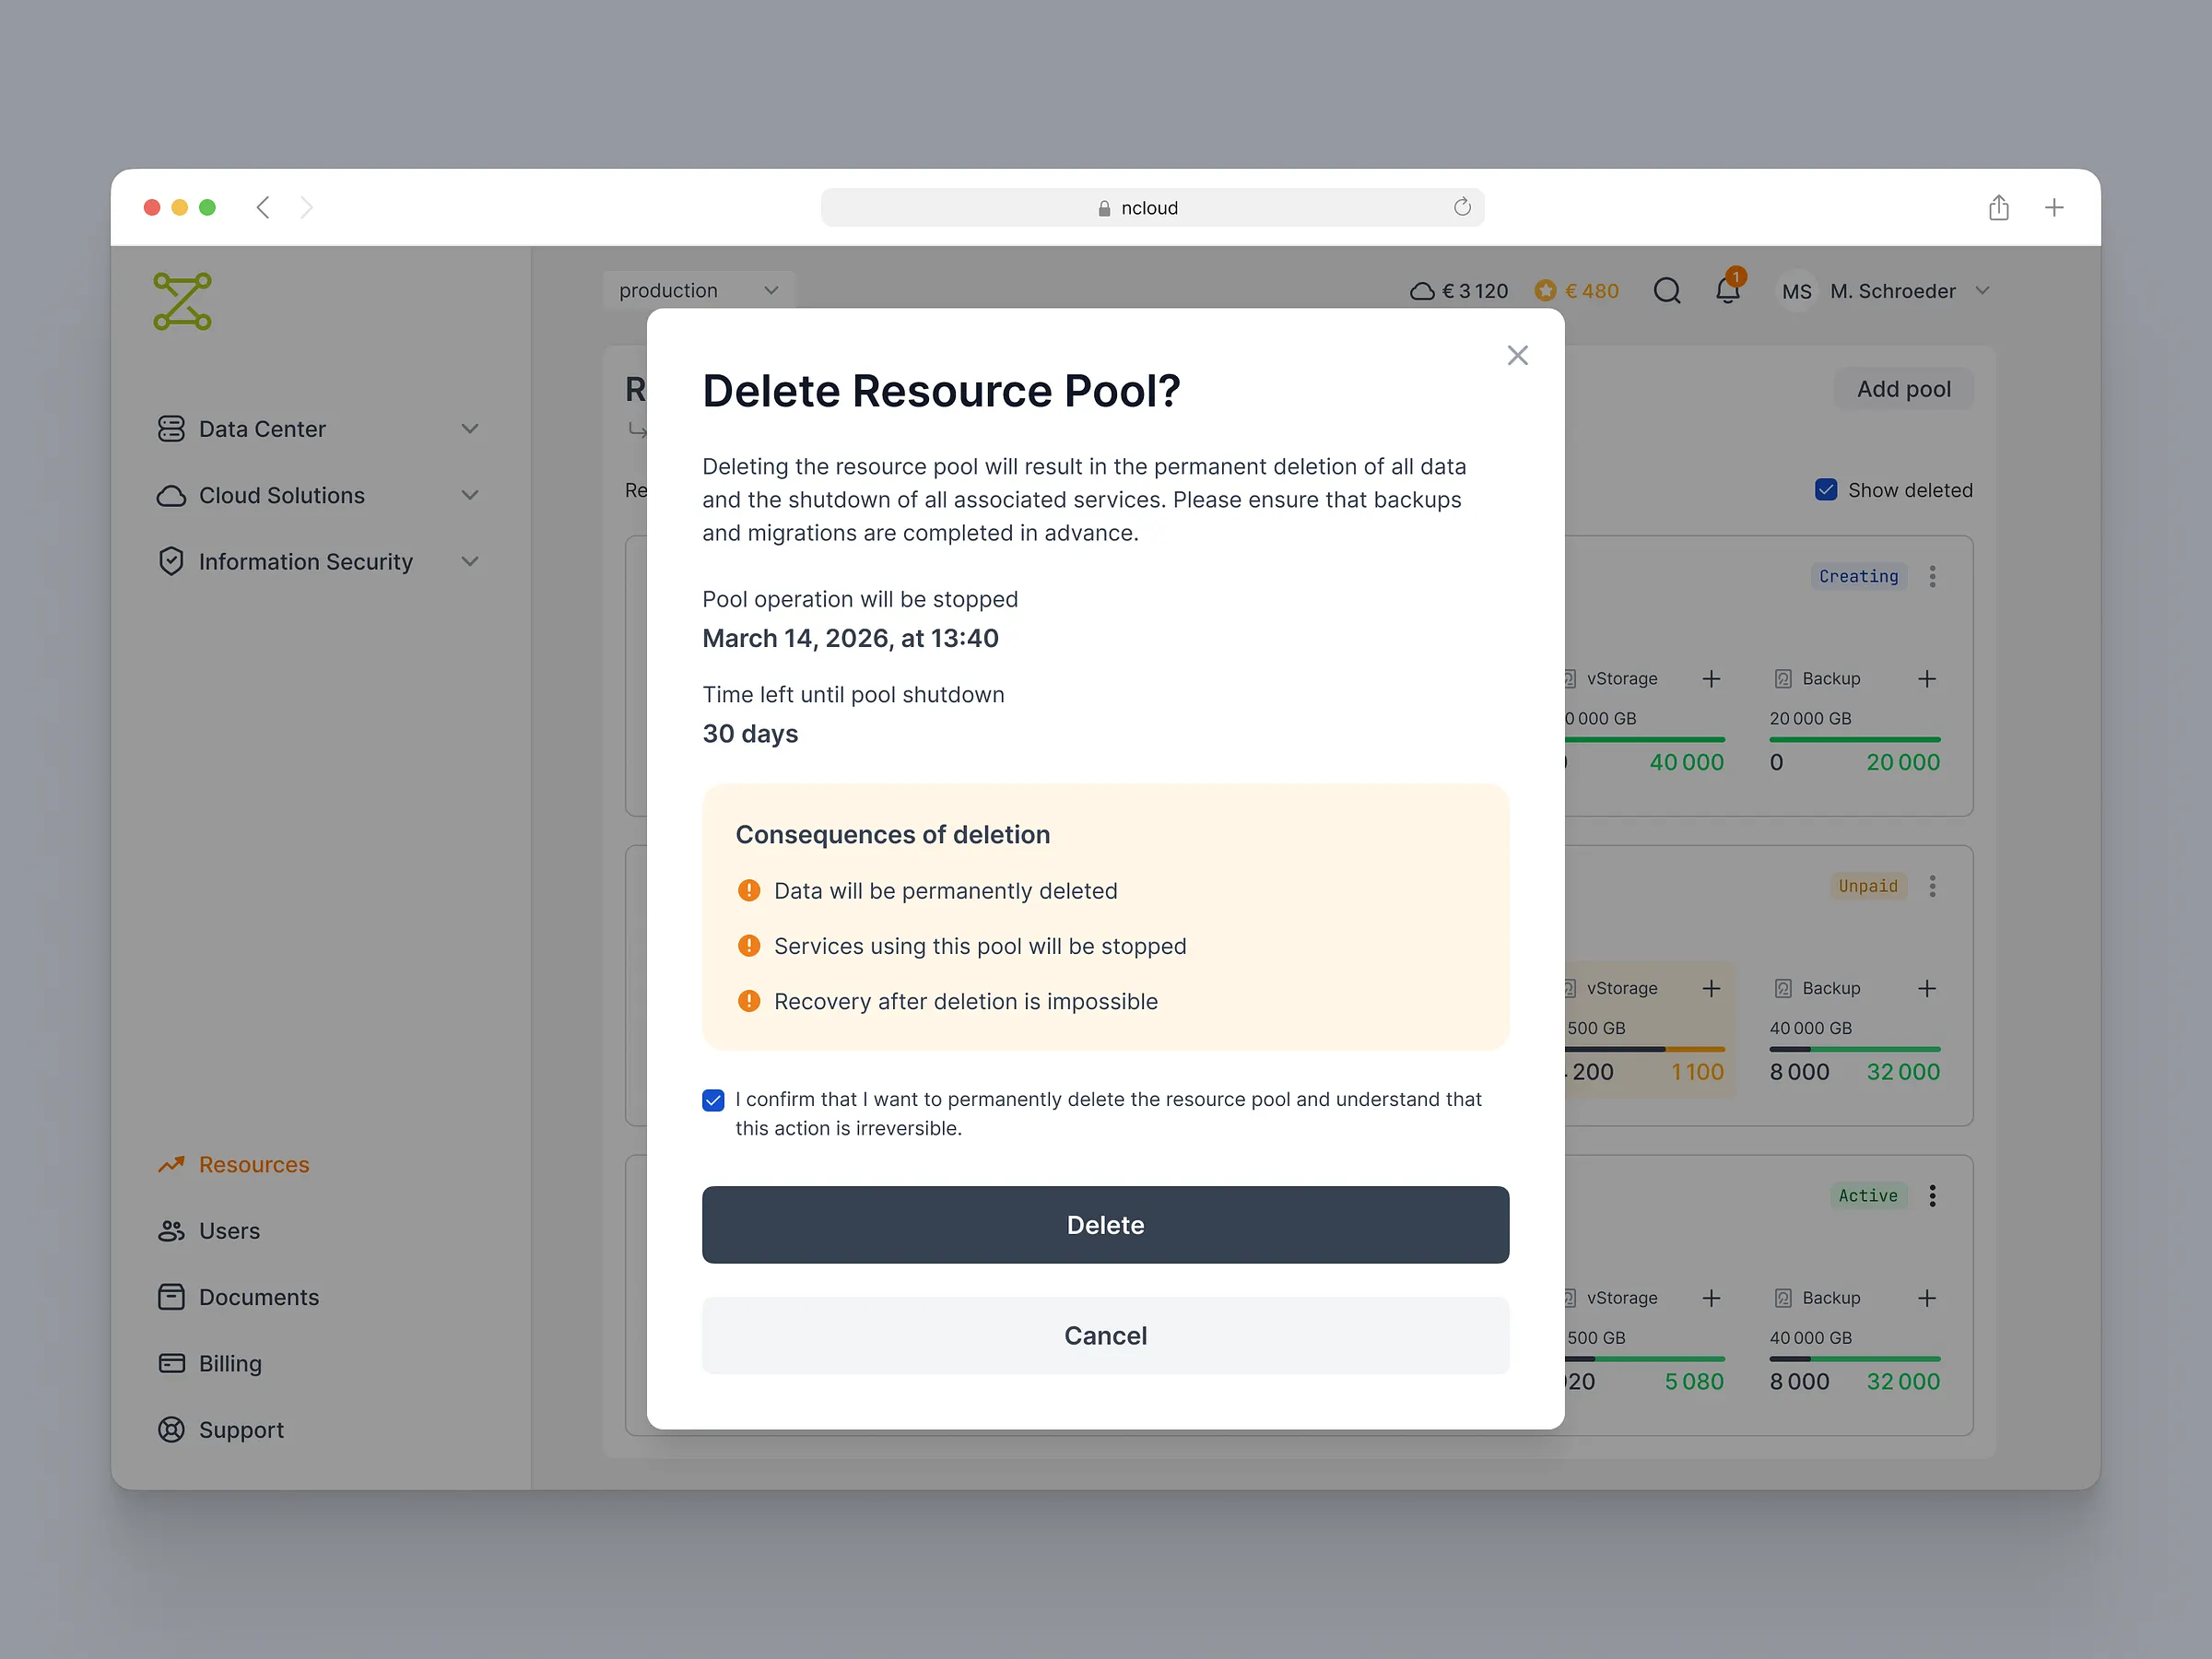 ncloud
production
€ 3 120
€ 480
1
MS
M. Schroeder
Data Center
Cloud Solutions
Information Security
Resources
Users
Documents
Billing
Support
Add pool
Show deleted
Delete Resource Pool?
Deleting the resource pool will result in the permanent deletion of all data
and the shutdown of all associated services. Please ensure that backups
and migrations are completed in advance.
Pool operation will be stopped
March 14, 2026, at 13:40
Time left until pool shutdown
30 days
Consequences of deletion
Data will be permanently deleted
Services using this pool will be stopped
Recovery after deletion is impossible
I confirm that I want to permanently delete the resource pool and understand that
this action is irreversible.
Delete
Cancel
Creating
vStorage
Backup
20 000 GB
40 000
0
20 000
Unpaid
vStorage
Backup
500 GB
40 000 GB
200
1 100
8 000
32 000
Active
vStorage
Backup
500 GB
40 000 GB
20
5 080
8 000
32 000